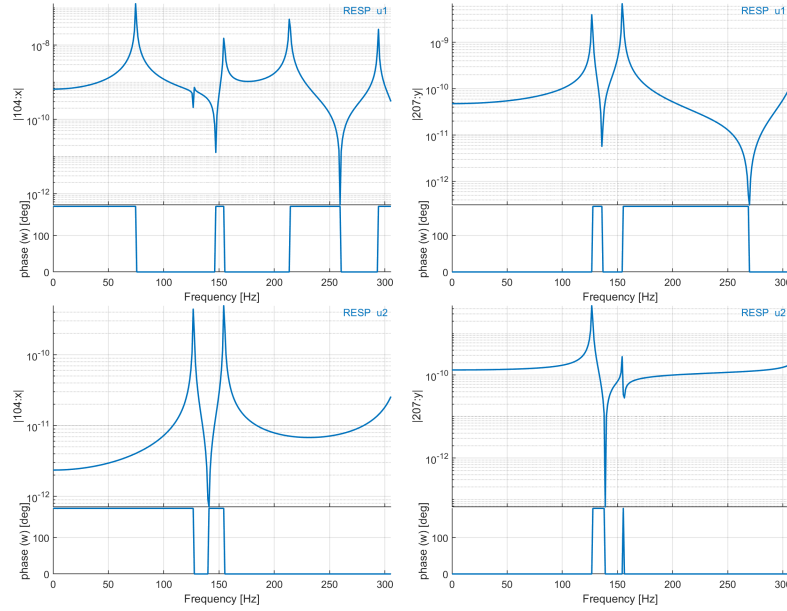 RESP u1
|104:x|
10^-8
10^-10
10^-12
phase (w) [deg]
100
0
0 50 100 150 200 250 300
Frequency [Hz]
RESP u1
|207:y|
10^-9
10^-10
10^-11
10^-12
phase (w) [deg]
100
0
0 50 100 150 200 250 300
Frequency [Hz]
RESP u2
|104:x|
10^-10
10^-11
10^-12
phase (w) [deg]
100
0
0 50 100 150 200 250 300
Frequency [Hz]
RESP u2
|207:y|
10^-10
10^-12
phase (w) [deg]
100
0
0 50 100 150 200 250 300
Frequency [Hz]